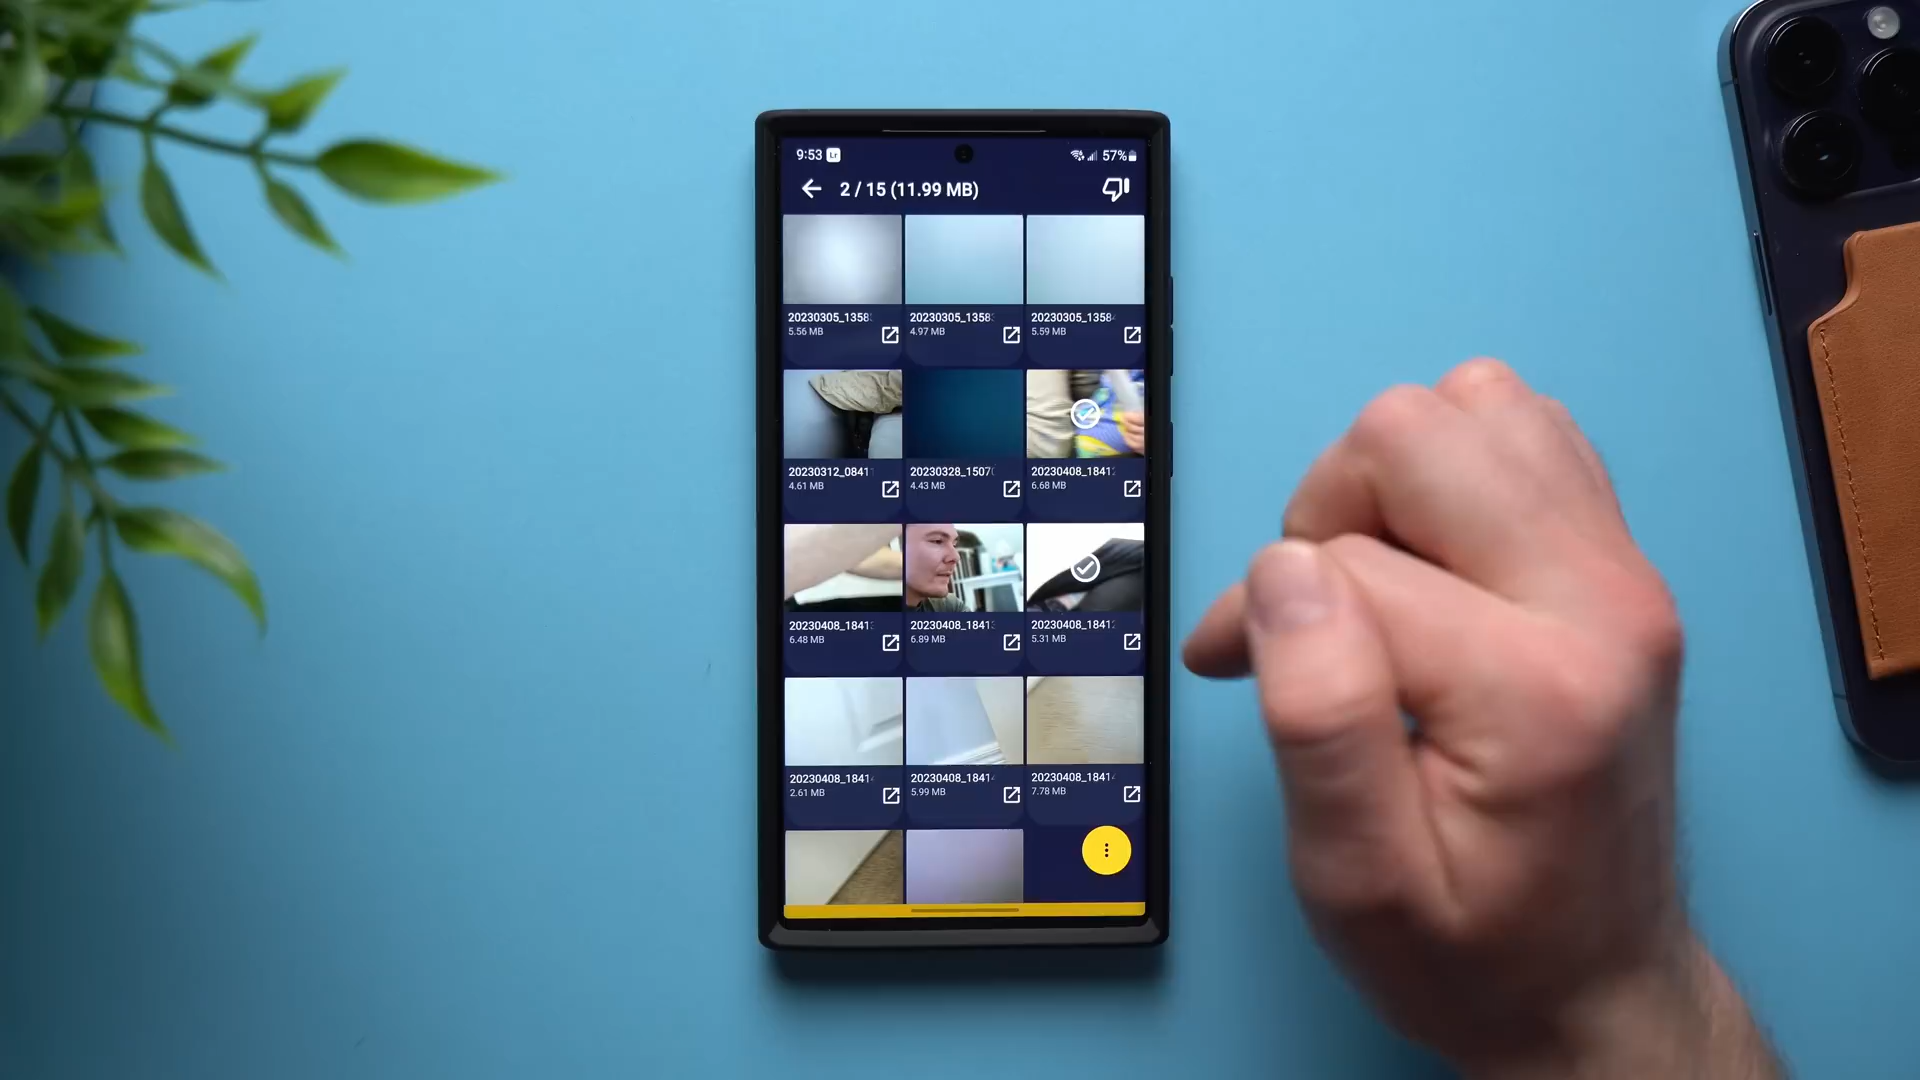 9:53 Lr 57%
2 / 15 (11.99 MB)
20230305_1358
5.56 MB
20230305_1358
4.97 MB
20230305_1358
5.59 MB
20230312_0841
4.61 MB
20230328_1507
4.43 MB
20230408_1841
6.68 MB
20230408_1841
6.48 MB
20230408_1841
6.89 MB
20230408_1841
5.31 MB
20230408_1841
2.61 MB
20230408_1841
5.99 MB
20230408_1841
7.78 MB